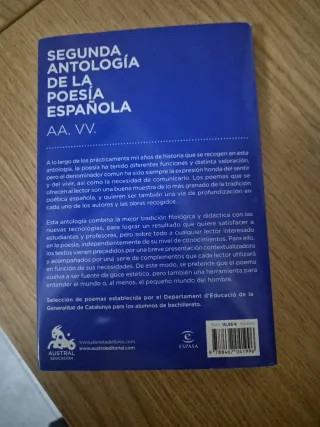 SEGUNDA
ANTOLOGÍA
DE LA
POESÍA
ESPAÑOLA
AA. VV.
A lo largo de los prácticamente mil años de historia que se recogen en esta
antología, la poesía ha tenido diferentes funciones y distinta valoración,
pero el denominador común ha sido siempre la expresión honda del sentir
y del vivir, así como la necesidad de comunicarlo. Los poemas que se
ofrecen al lector son una buena muestra de lo más granado de la tradición
poética española, y quieren ser también una vía de profundización en
cada uno de los autores y las obras recogidos.
Esta antología combina la mejor tradición filológica y didáctica con las
nuevas tecnologías, para lograr un resultado que quiere satisfacer a
estudiantes y profesores, pero sobre todo a cualquier lector interesado
en la poesía, independientemente de su nivel de conocimientos. Para ello,
los textos vienen precedidos por una breve presentación contextualizadora
y acompañados por una serie de complementos que cada lector utilizará
en función de sus necesidades. De este modo, se pretende que el poema
vuelva a ser fuente de goce estético, pero también una herramienta para
entender el mundo o, al menos, el pequeño mundo del hombre.
Selección de poemas establecida por el Departament d'Educació de la
Generalitat de Catalunya para los alumnos de bachillerato.
AUSTRAL
EDUCACIÓN
www.planetadelibros.com
www.australeditorial.com
ESPASA
9 788467 041996